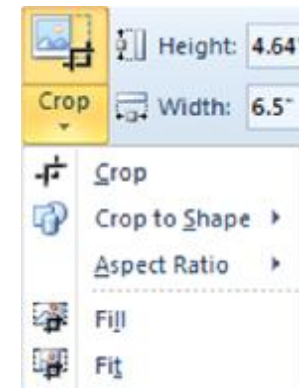 Height: 4.64"
Crop Width: 6.5"
Crop
Crop to Shape
Aspect Ratio
Fill
Fit